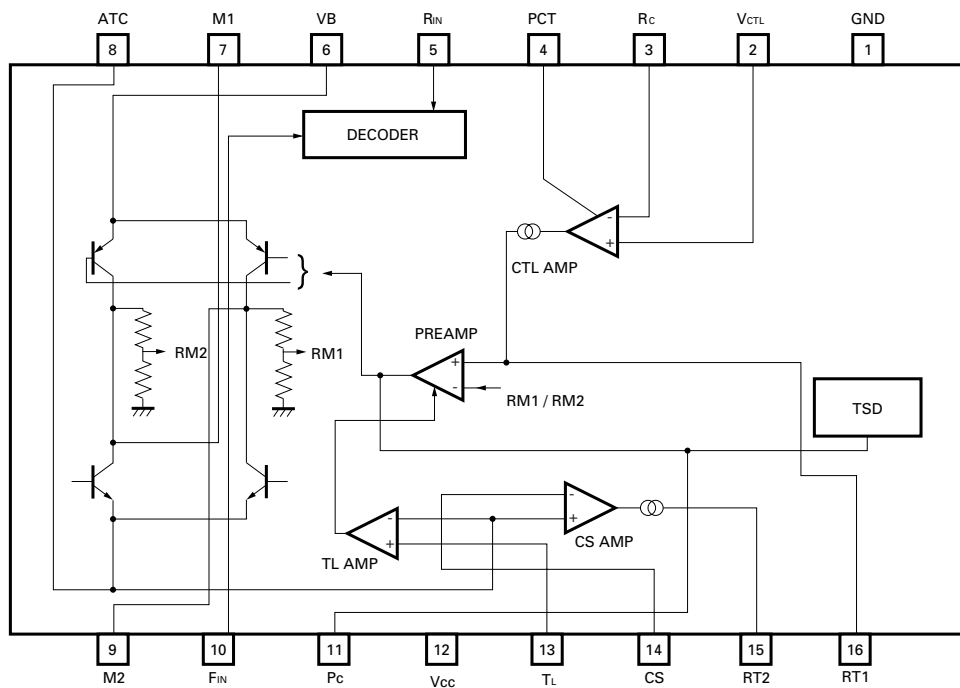 ATC M1 VB RIN PCT RC VCTL GND
8 7 6 5 4 3 2 1
DECODER
-
+
CTL AMP
}
PREAMP
RM2 RM1
+
-
RM1 / RM2
TSD
-
+
CS AMP
-
+
TL AMP
9 10 11 12 13 14 15 16
M2 FIN Pc Vcc TL CS RT2 RT1